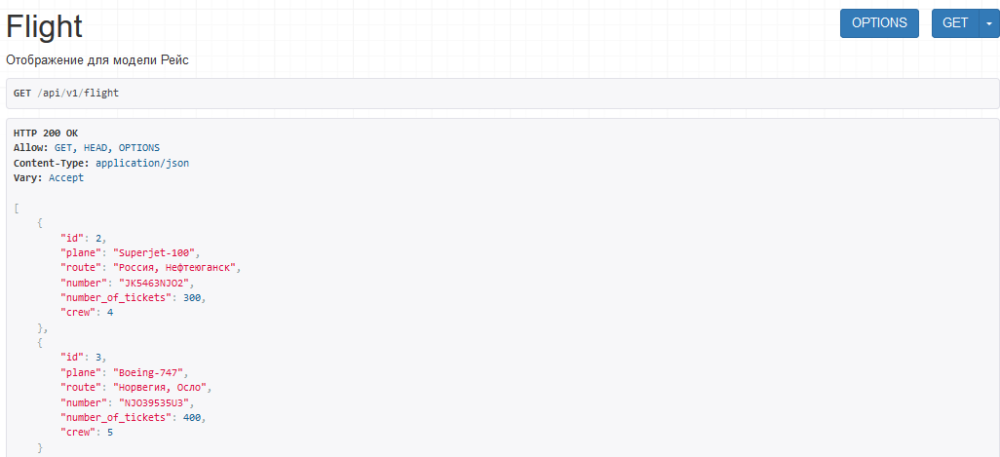 Flight
OPTIONS
GET
Отображение для модели Рейс
GET /api/v1/flight
HTTP 200 OK
Allow: GET, HEAD, OPTIONS
Content-Type: application/json
Vary: Accept
[
{
"id": 2,
"plane": "Superjet-100",
"route": "Россия, Нефтеюганск",
"number": "JK5463NJO2",
"number_of_tickets": 300,
"crew": 4
},
{
"id": 3,
"plane": "Boeing-747",
"route": "Норвегия, Осло",
"number": "NJO39535U3",
"number_of_tickets": 400,
"crew": 5
}